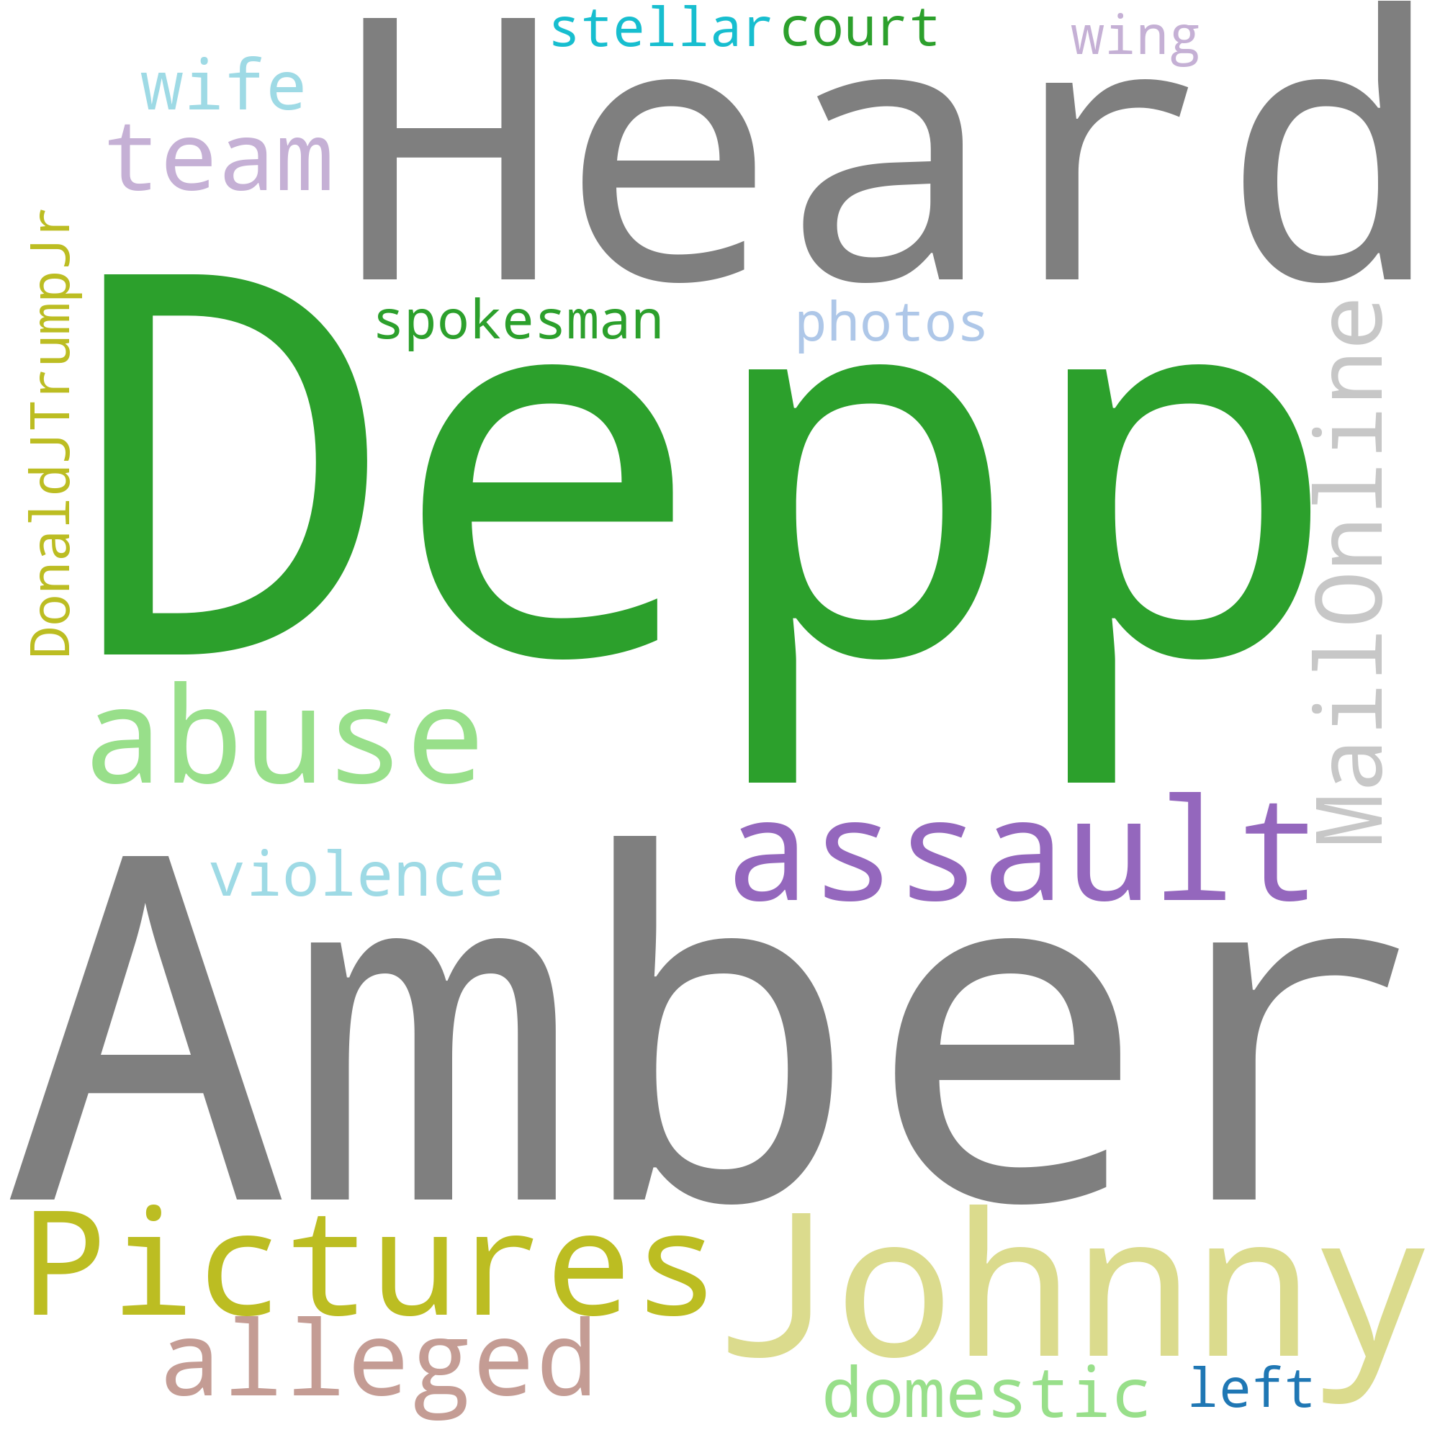 stellar court wing
Heard
wife
team
DonaldJTrumpJr
spokesman photos
Depp
MailOnline
abuse
assault
violence
Amber
Pictures
Johnny
alleged
domestic left